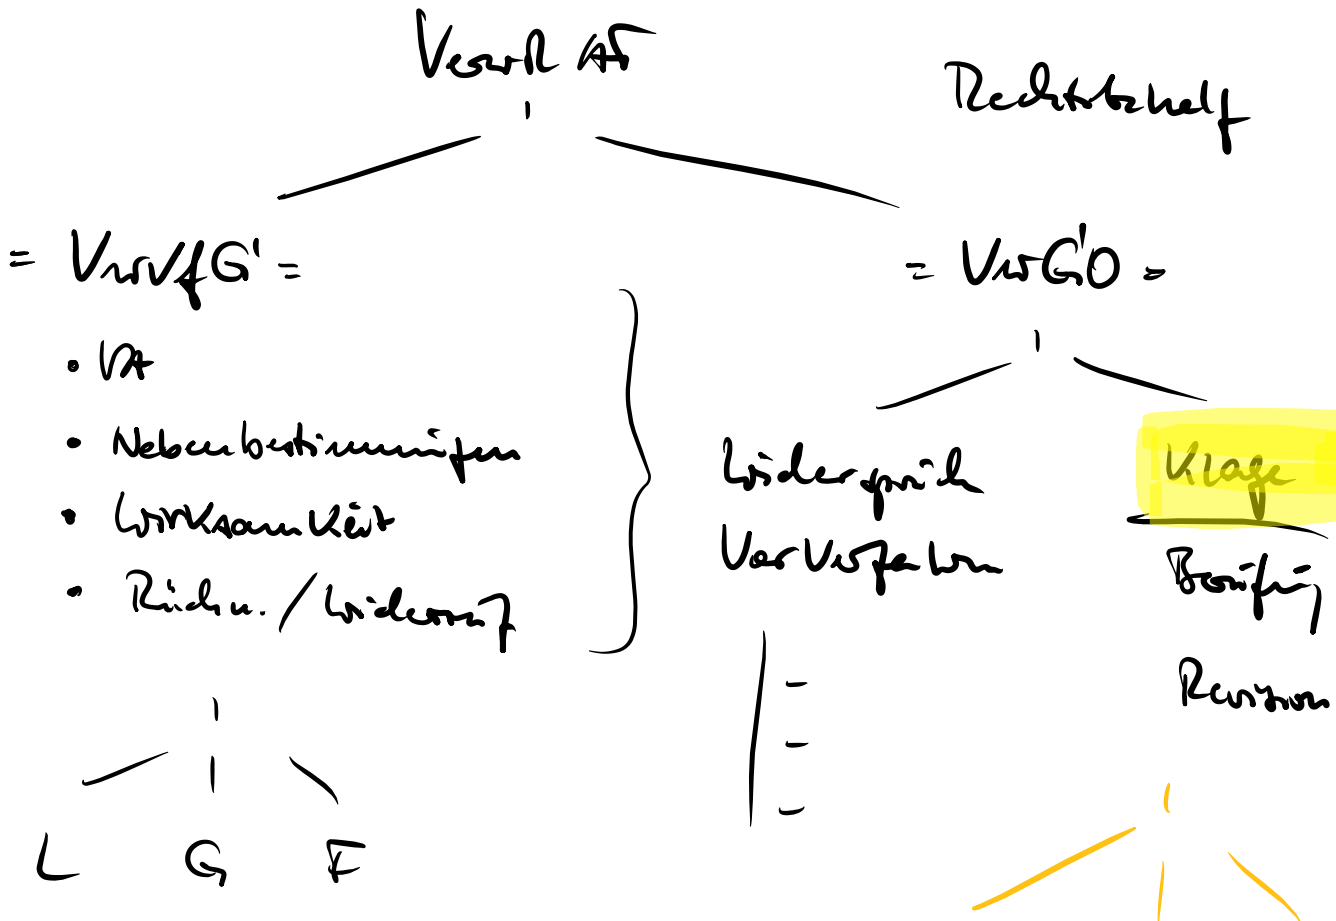 VerwR AT
Rechtsbehelf
= VwVfG =
= VwGO =
• VA
• Nebenbestimmungen
• Wirksamkeit
• Rückn. / Widerruf
Widerspruch
Vorverfahren
Klage
Berufung
Revision
L G F